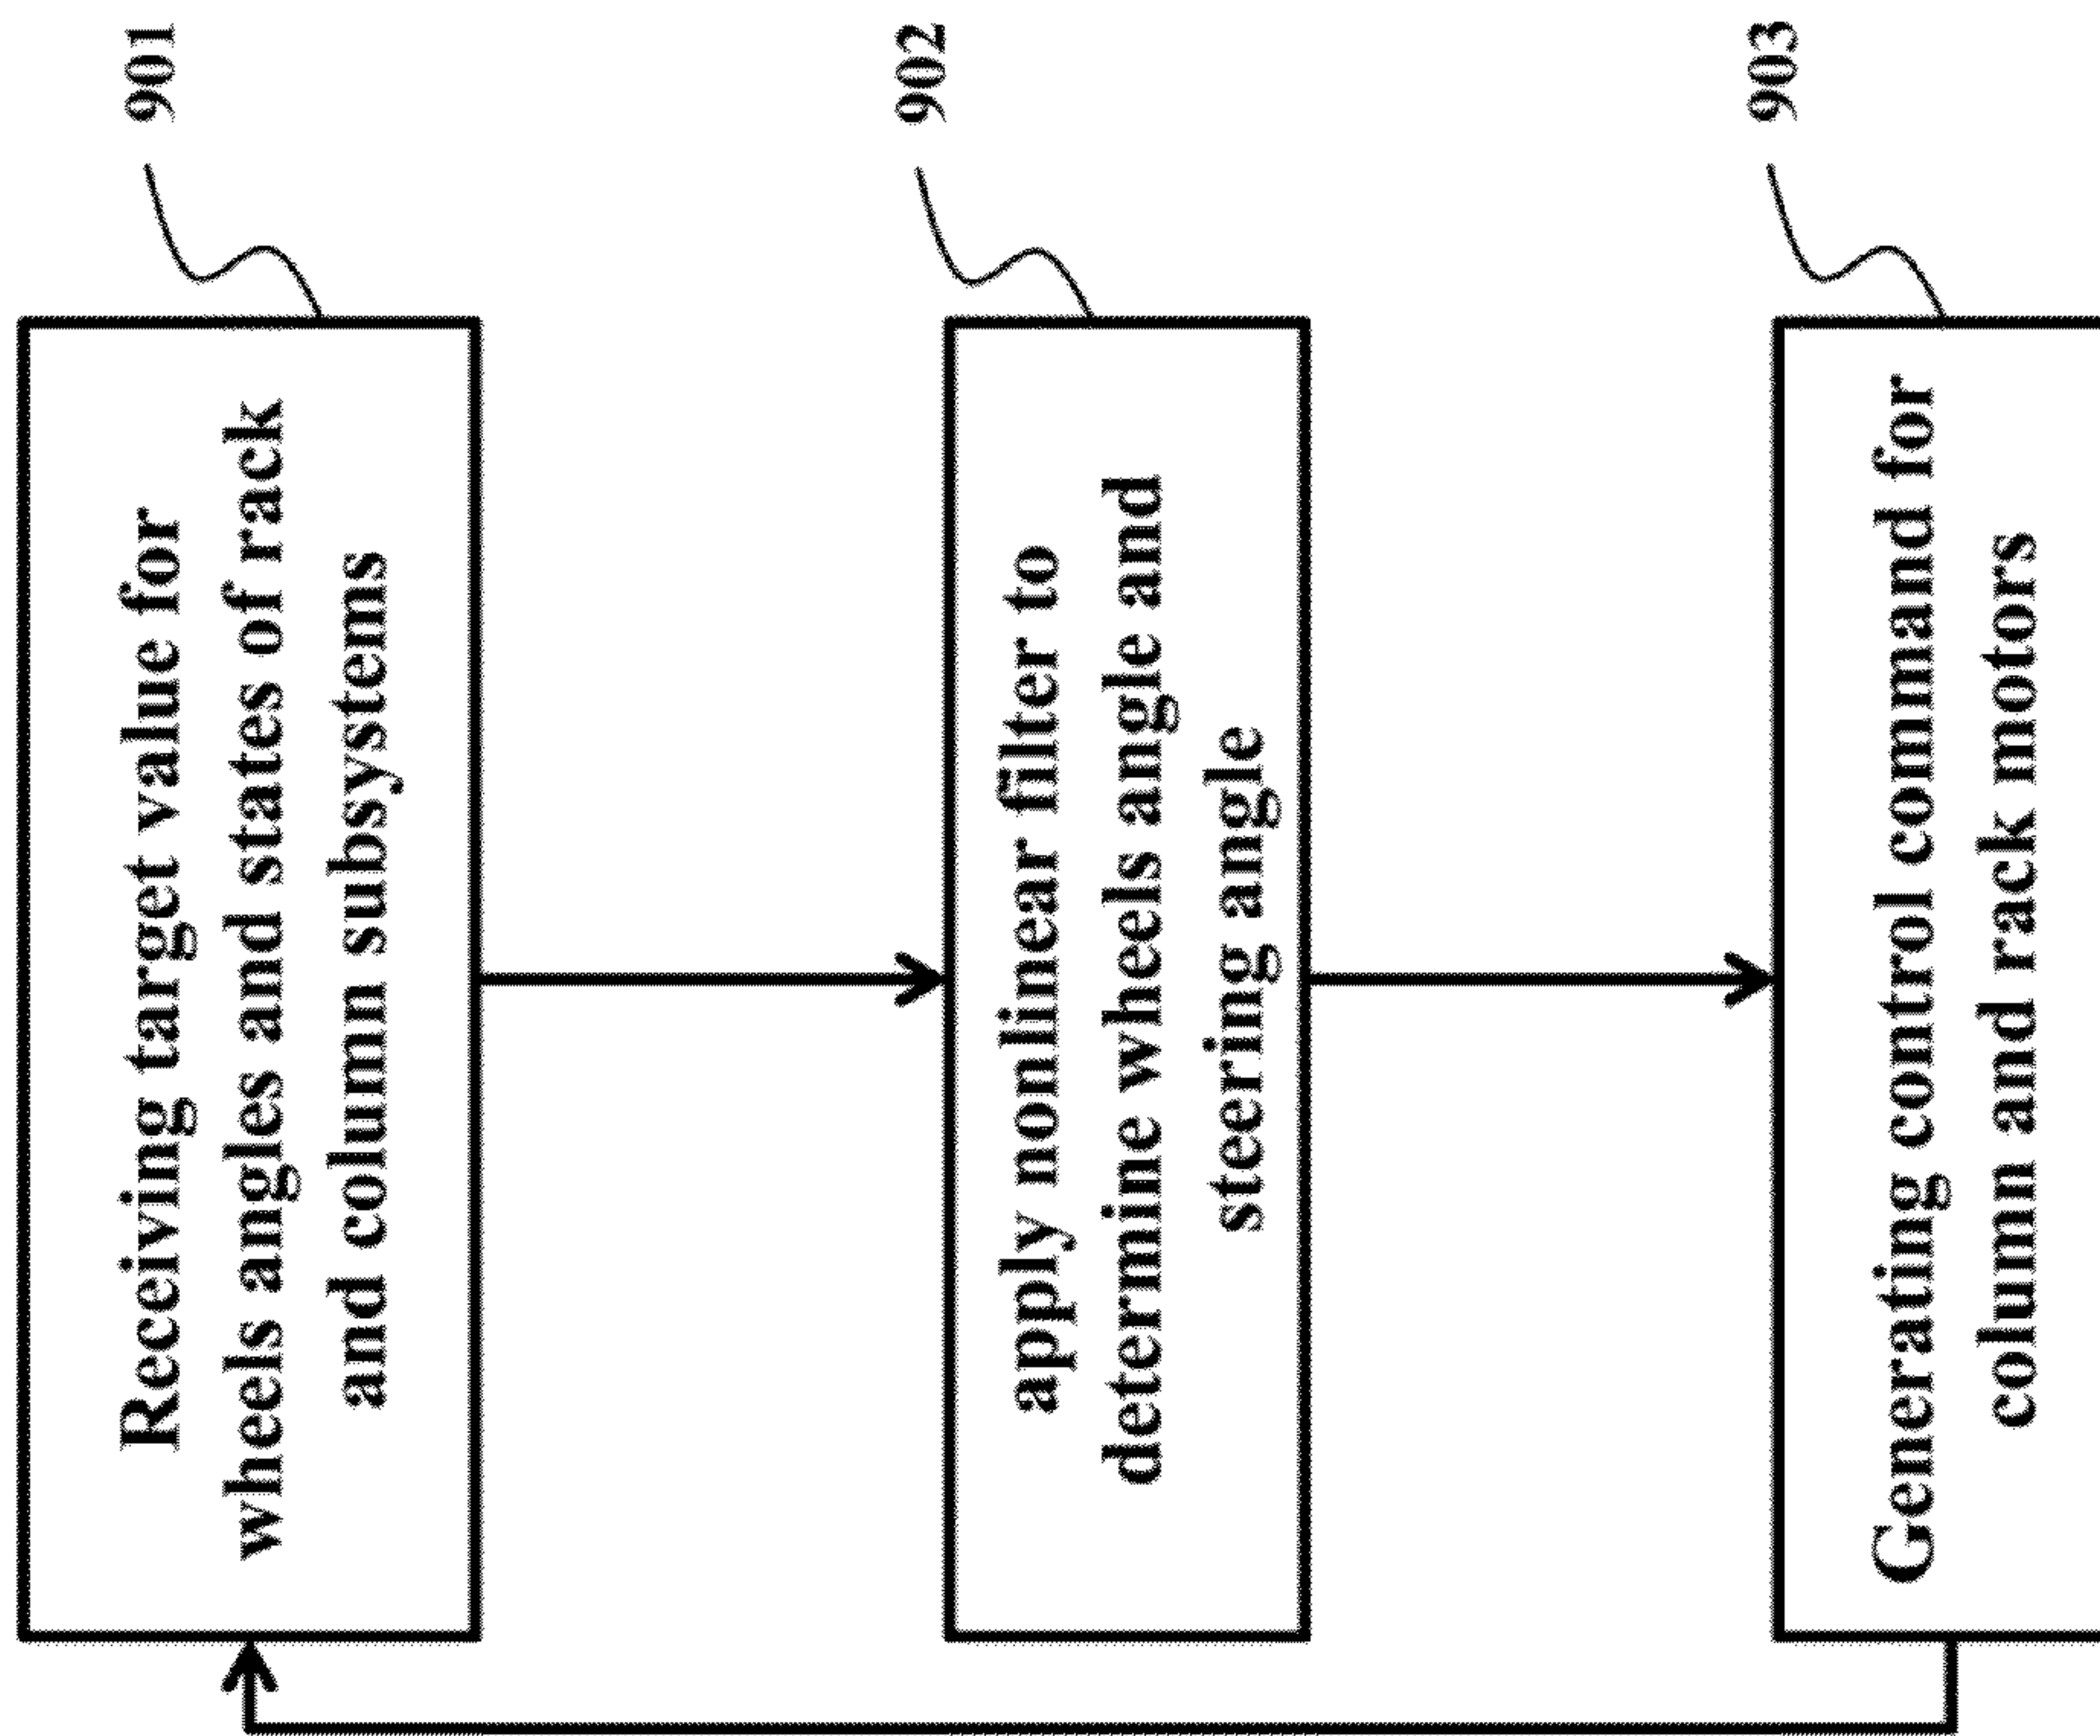 901
Receiving target value for
wheels angles and states of rack
and column subsystems
902
apply nonlinear filter to
determine wheels angle and
steering angle
903
Generating control command for
column and rack motors